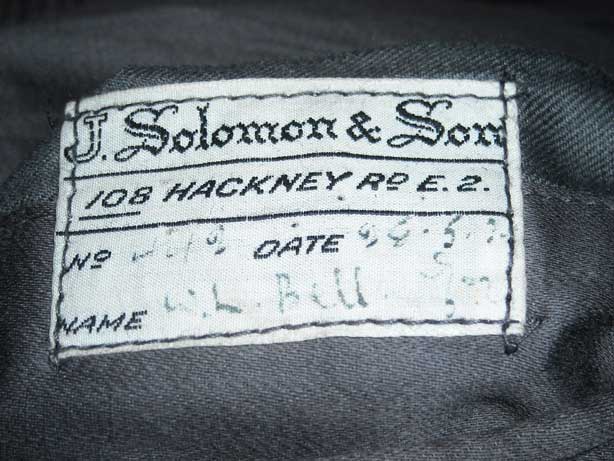 J. Solomon & Son
108 HACKNEY RD E.2.
No DATE
NAME W.L. Bell